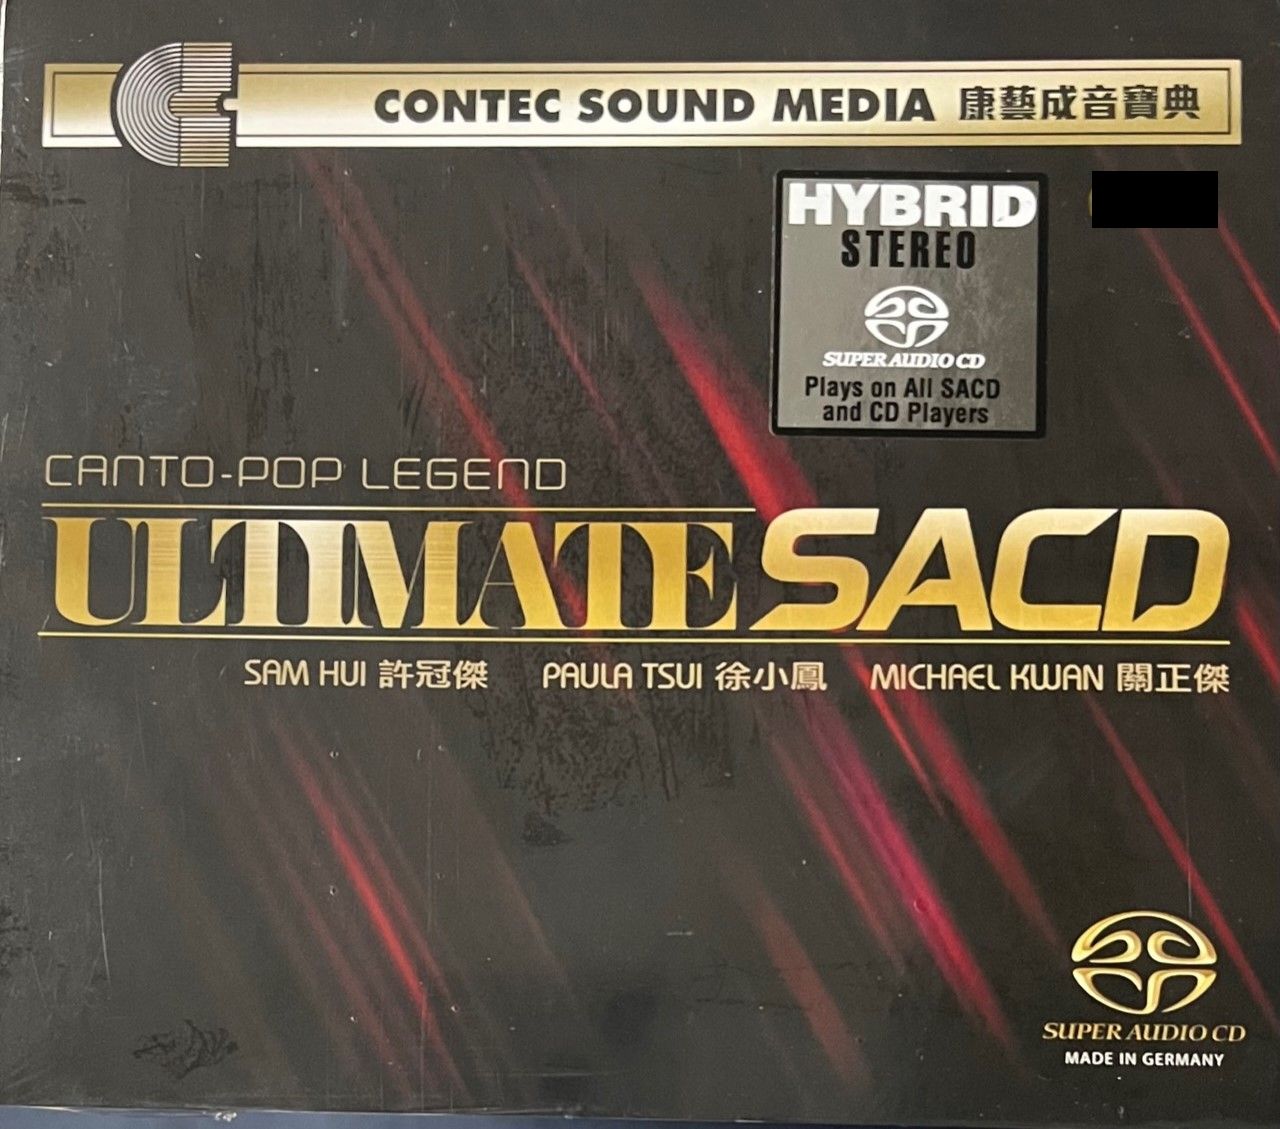 CONTEC SOUND MEDIA 康藝成音寶典
HYBRID
STEREO
SUPER AUDIO CD
Plays on All SACD
and CD Players
CANTO-POP LEGEND
ULTIMATE SACD
SAM HUI 許冠傑 PAULA TSUI 徐小鳳 MICHAEL KWAN 關正傑
SUPER AUDIO CD
MADE IN GERMANY